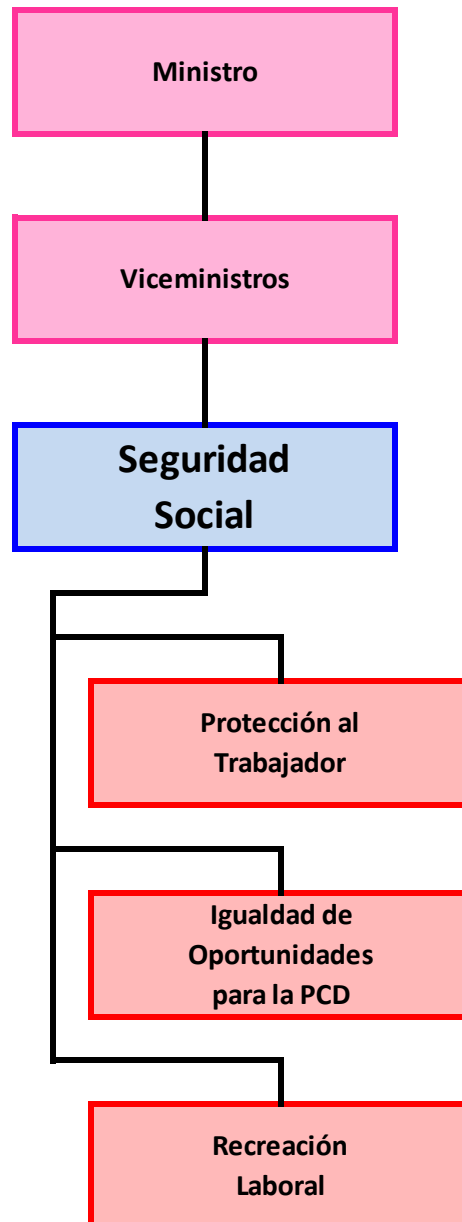 Ministro
Viceministros
Seguridad
Social
Protección al
Trabajador
Igualdad de
Oportunidades
para la PCD
Recreación
Laboral